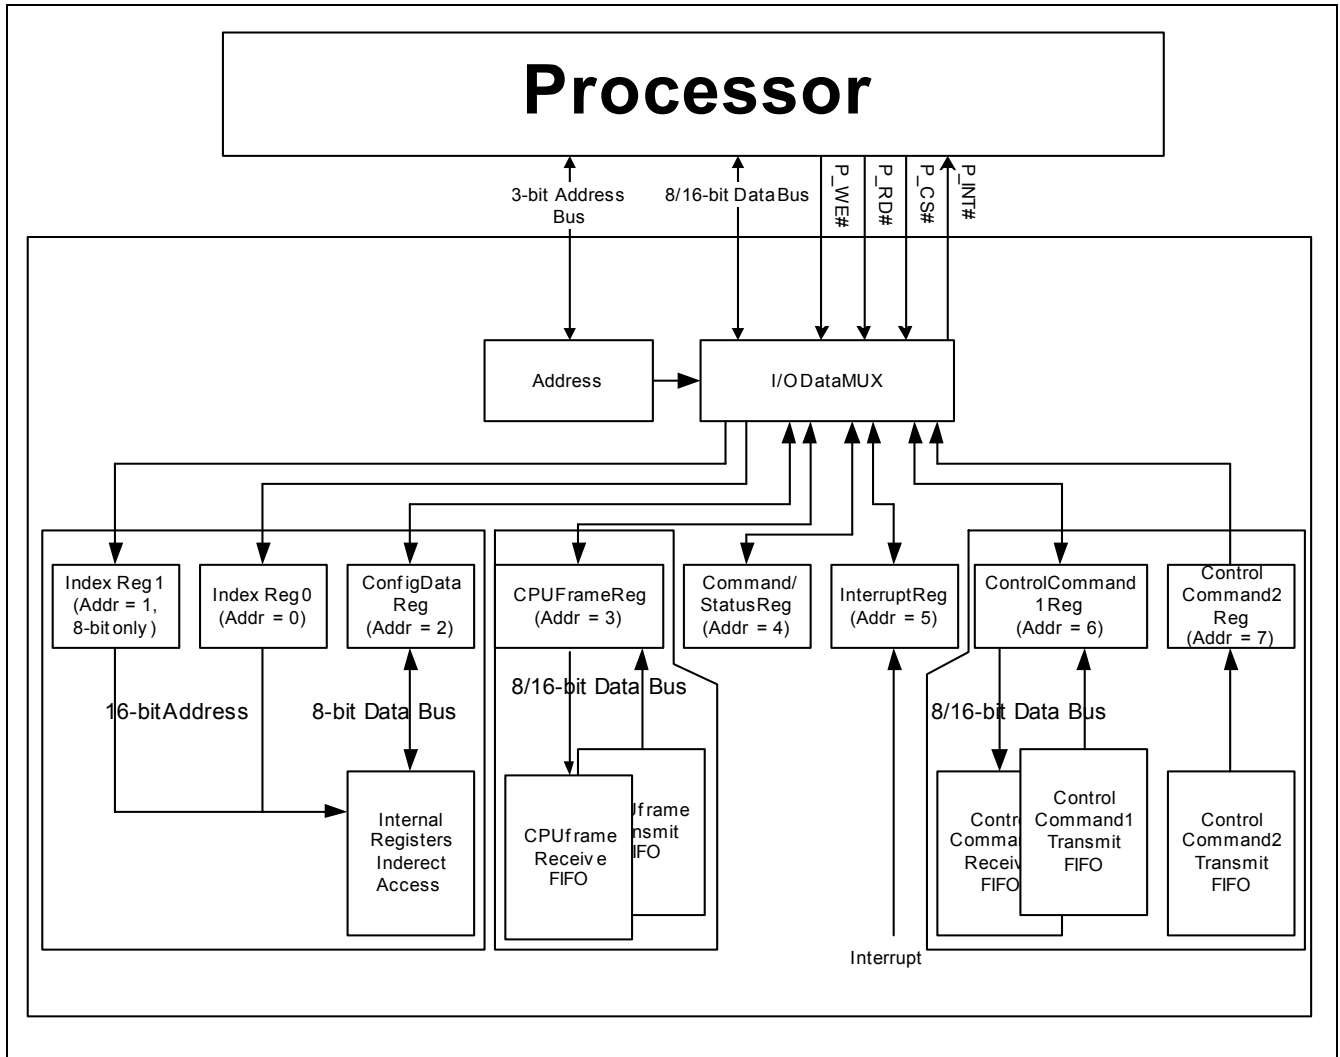 Processor
3-bit Address
Bus
8/16-bit DataBus
P_WE#
P_RD#
P_CS#
P_INT#
Address
I/O DataMUX
Index Reg1
(Addr = 1,
8-bit only)
Index Reg0
(Addr = 0)
ConfigData
Reg
(Addr = 2)
CPUFrameReg
(Addr = 3)
Command/
StatusReg
(Addr = 4)
InterruptReg
(Addr = 5)
ControlCommand
1Reg
(Addr = 6)
Control
Command2
Reg
(Addr = 7)
16-bit Address
8-bit Data Bus
8/16-bit Data Bus
8/16-bit Data Bus
Internal
Registers
Inderect
Access
CPUframe
Receive
FIFO
FIFO
Control
Command1
Transmit
FIFO
FIFO
Control
Command2
Transmit
FIFO
Interrupt